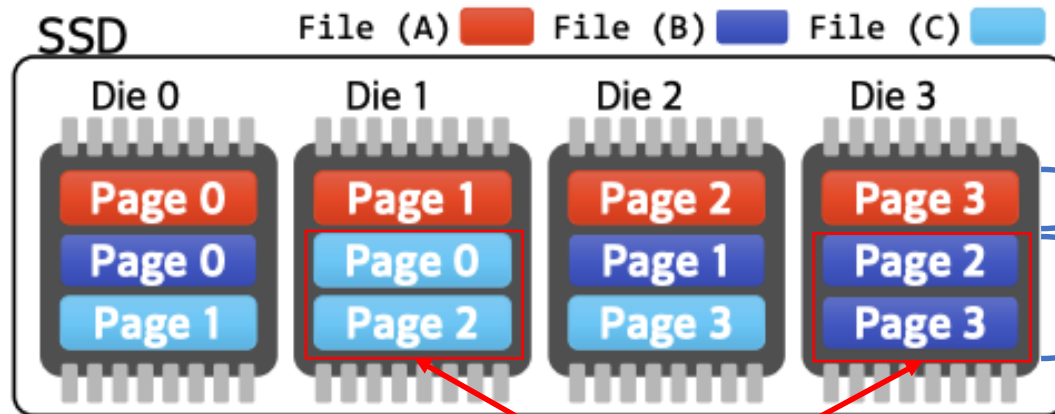 SSD File (A) File (B) File (C)
Die 0 Die 1 Die 2 Die 3
Page 0 Page 1 Page 2 Page 3
Page 0 Page 0 Page 1 Page 2
Page 1 Page 2 Page 3 Page 3